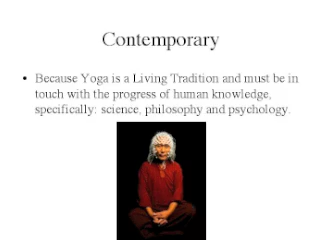 Contemporary
• Because Yoga is a Living Tradition and must be in
touch with the progress of human knowledge,
specifically: science, philosophy and psychology.